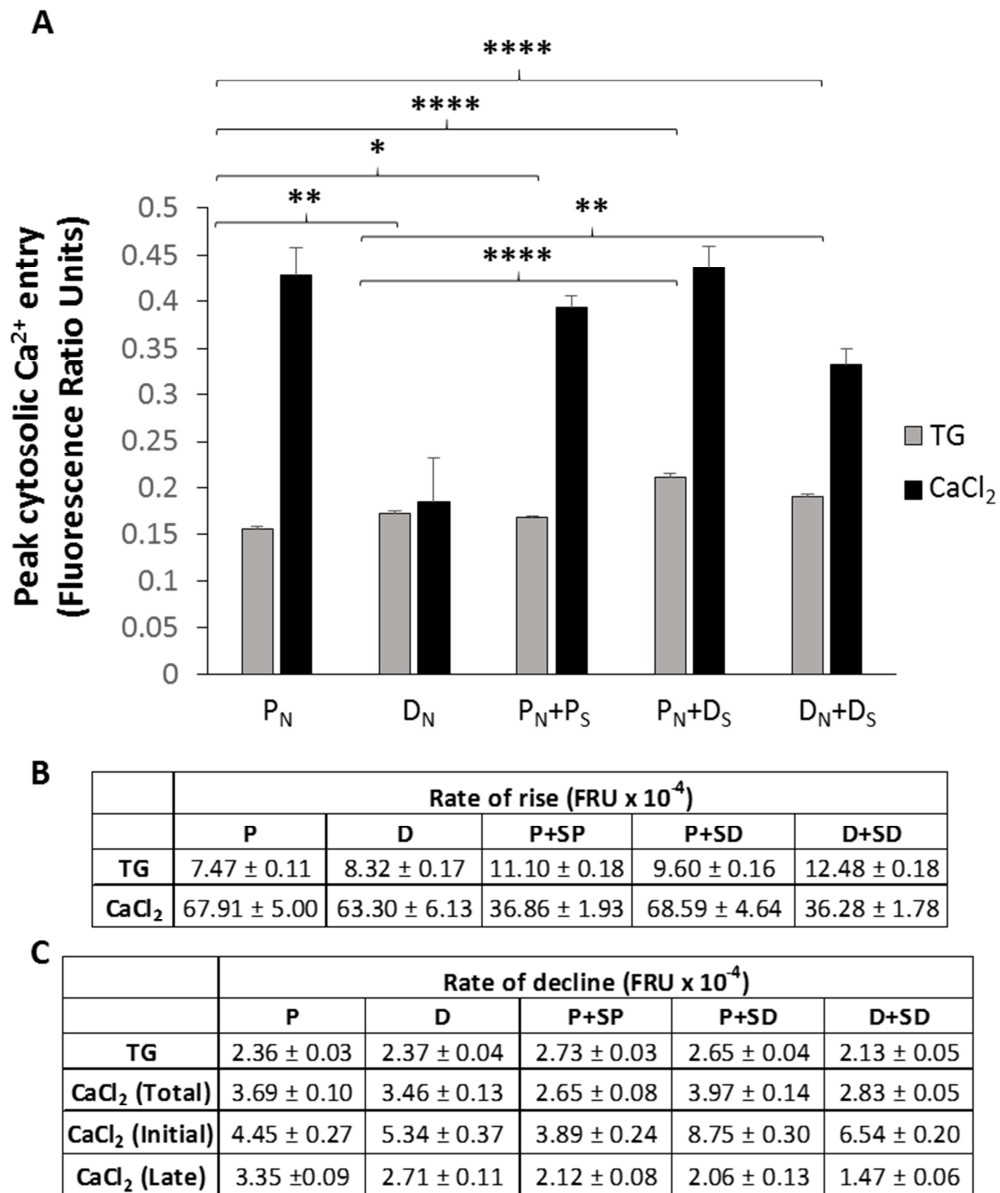 A
****
****
*
**
**
****
Peak cytosolic Ca²⁺ entry
(Fluorescence Ratio Units)
0.5
0.45
0.4
0.35
0.3
0.25
0.2
0.15
0.1
0.05
0
TG
CaCl₂
P_N D_N P_N+P_S P_N+D_S D_N+D_S
B
Rate of rise (FRU x 10⁻⁴)
P D P+SP P+SD D+SD
TG 7.47 ± 0.11 8.32 ± 0.17 11.10 ± 0.18 9.60 ± 0.16 12.48 ± 0.18
CaCl₂ 67.91 ± 5.00 63.30 ± 6.13 36.86 ± 1.93 68.59 ± 4.64 36.28 ± 1.78
C
Rate of decline (FRU x 10⁻⁴)
P D P+SP P+SD D+SD
TG 2.36 ± 0.03 2.37 ± 0.04 2.73 ± 0.03 2.65 ± 0.04 2.13 ± 0.05
CaCl₂ (Total) 3.69 ± 0.10 3.46 ± 0.13 2.65 ± 0.08 3.97 ± 0.14 2.83 ± 0.05
CaCl₂ (Initial) 4.45 ± 0.27 5.34 ± 0.37 3.89 ± 0.24 8.75 ± 0.30 6.54 ± 0.20
CaCl₂ (Late) 3.35 ±0.09 2.71 ± 0.11 2.12 ± 0.08 2.06 ± 0.13 1.47 ± 0.06